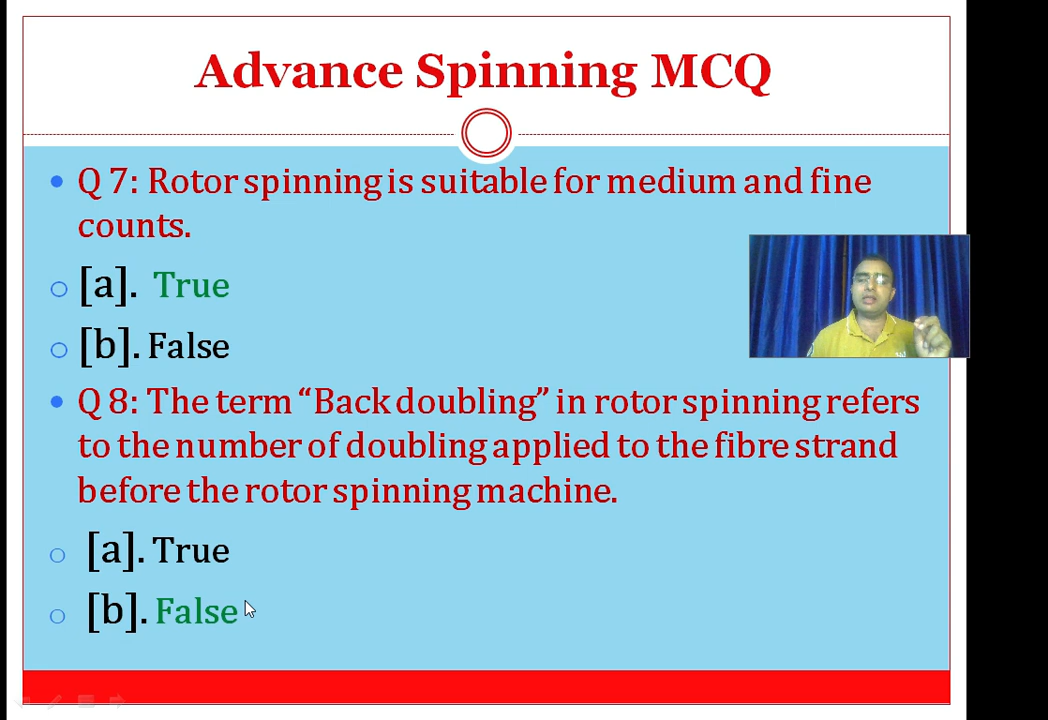 Advance Spinning MCQ
Q 7: Rotor spinning is suitable for medium and fine
counts.
[a]. True
[b]. False
Q 8: The term “Back doubling” in rotor spinning refers
to the number of doubling applied to the fibre strand
before the rotor spinning machine.
[a]. True
[b]. False